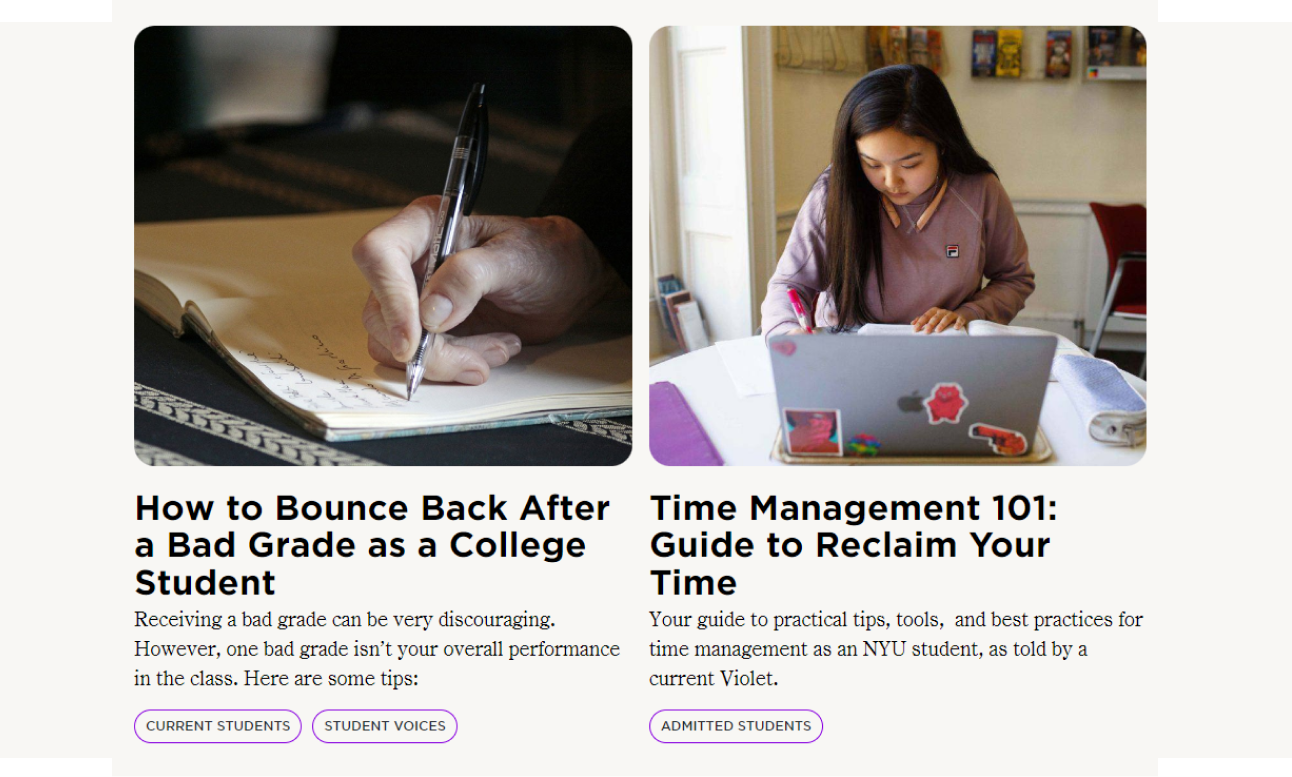 How to Bounce Back After
a Bad Grade as a College
Student
Receiving a bad grade can be very discouraging.
However, one bad grade isn’t your overall performance
in the class. Here are some tips:
CURRENT STUDENTS
STUDENT VOICES
Time Management 101:
Guide to Reclaim Your
Time
Your guide to practical tips, tools,  and best practices for
time management as an NYU student, as told by a
current Violet.
ADMITTED STUDENTS